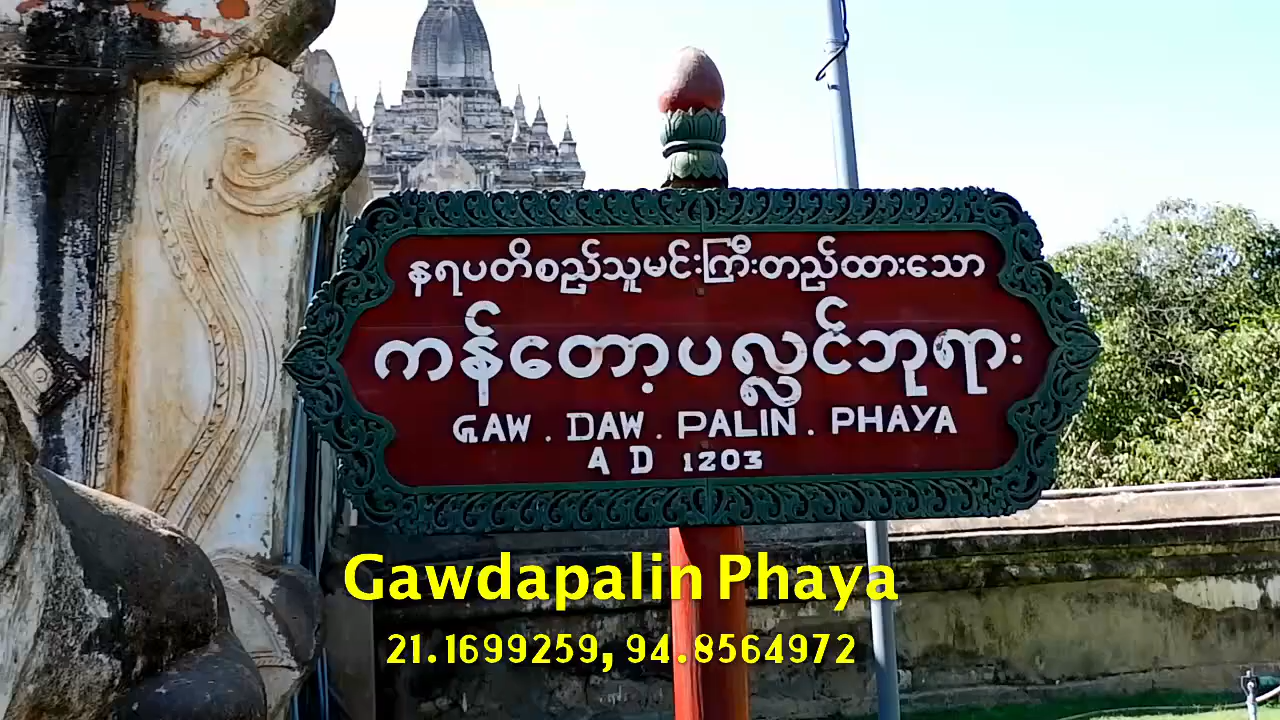 နရပတိစည်သူမင်းကြီးတည်ထားသော
ကန်တော့ပလ္လင်ဘုရား
GAW . DAW . PALIN . PHAYA
A D 1203
Gawdapalin Phaya
21.1699259, 94.8564972